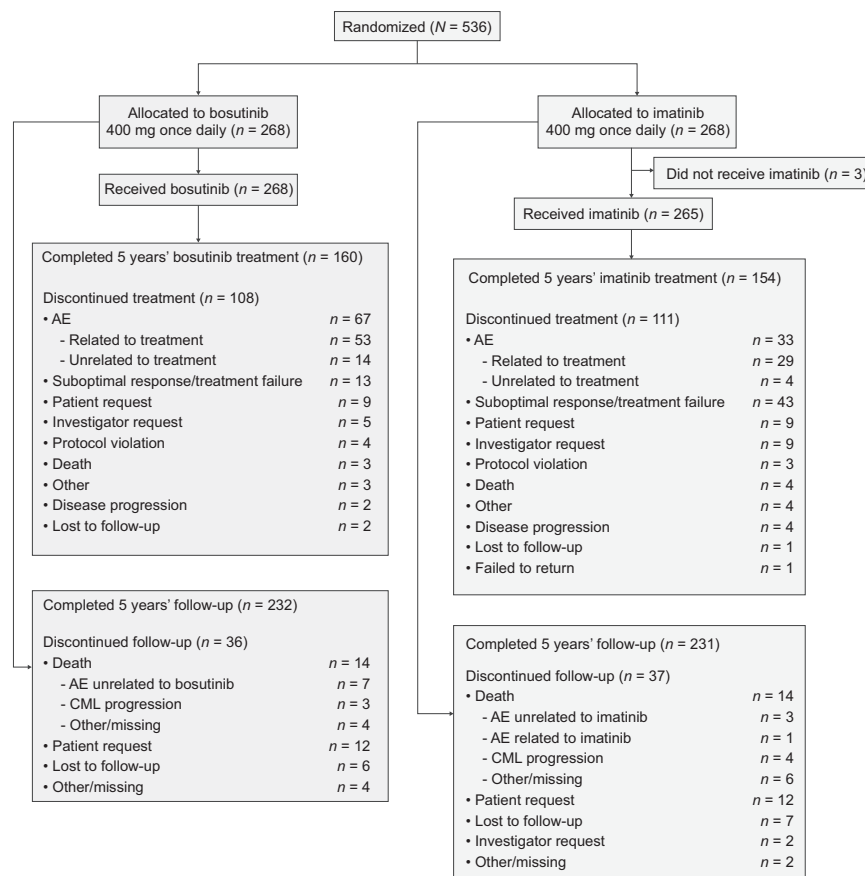 Randomized (N = 536)
Allocated to bosutinib
400 mg once daily (n = 268)
Received bosutinib (n = 268)
Completed 5 years’ bosutinib treatment (n = 160)
Discontinued treatment (n = 108)
• AE n = 67
- Related to treatment n = 53
- Unrelated to treatment n = 14
• Suboptimal response/treatment failure n = 13
• Patient request n = 9
• Investigator request n = 5
• Protocol violation n = 4
• Death n = 3
• Other n = 3
• Disease progression n = 2
• Lost to follow-up n = 2
Completed 5 years’ follow-up (n = 232)
Discontinued follow-up (n = 36)
• Death n = 14
- AE unrelated to bosutinib n = 7
- CML progression n = 3
- Other/missing n = 4
• Patient request n = 12
• Lost to follow-up n = 6
• Other/missing n = 4
Allocated to imatinib
400 mg once daily (n = 268)
Did not receive imatinib (n = 3)
Received imatinib (n = 265)
Completed 5 years’ imatinib treatment (n = 154)
Discontinued treatment (n = 111)
• AE n = 33
- Related to treatment n = 29
- Unrelated to treatment n = 4
• Suboptimal response/treatment failure n = 43
• Patient request n = 9
• Investigator request n = 9
• Protocol violation n = 3
• Death n = 4
• Other n = 4
• Disease progression n = 4
• Lost to follow-up n = 1
• Failed to return n = 1
Completed 5 years’ follow-up (n = 231)
Discontinued follow-up (n = 37)
• Death n = 14
- AE unrelated to imatinib n = 3
- AE related to imatinib n = 1
- CML progression n = 4
- Other/missing n = 6
• Patient request n = 12
• Lost to follow-up n = 7
• Investigator request n = 2
• Other/missing n = 2